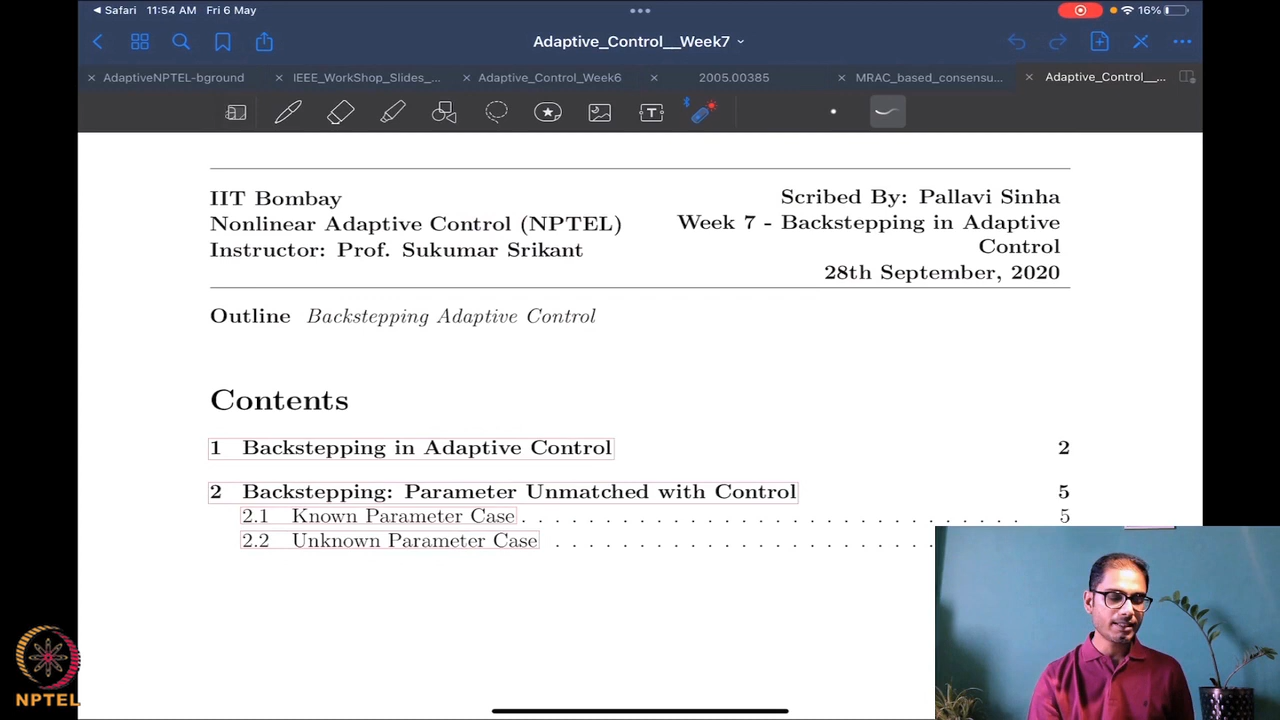 Safari 11:54 AM Fri 6 May 16%
Adaptive_Control__Week7
AdaptiveNPTEL-bground IEEE_WorkShop_Slides_... Adaptive_Control_Week6 2005.00385 MRAC_based_consensu... Adaptive_Control__...
IIT Bombay
Nonlinear Adaptive Control (NPTEL)
Instructor: Prof. Sukumar Srikant
Scribed By: Pallavi Sinha
Week 7 - Backstepping in Adaptive
Control
28th September, 2020
Outline Backstepping Adaptive Control
Contents
1 Backstepping in Adaptive Control 2
2 Backstepping: Parameter Unmatched with Control 5
2.1 Known Parameter Case . . . . . . . . . . . . . . . . . . . . . . . . . . 5
2.2 Unknown Parameter Case . . . . . . . . . . . . . . . . . . . .
NPTEL